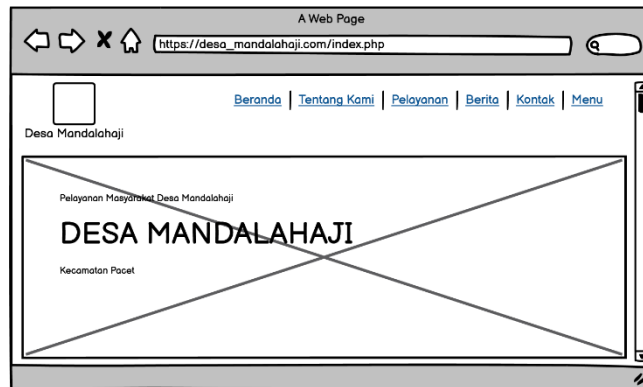 A Web Page
https://desa_mandalahaji.com/index.php
Beranda | Tentang Kami | Pelayanan | Berita | Kontak | Menu
Desa Mandalahaji
Pelayanan Masyarakat Desa Mandalahaji
DESA MANDALAHAJI
Kecamatan Pacet